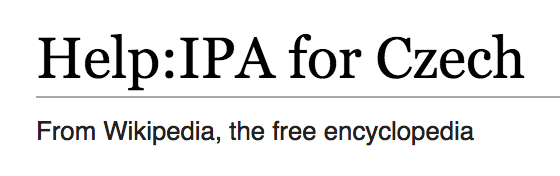 Help:IPA for Czech
From Wikipedia, the free encyclopedia